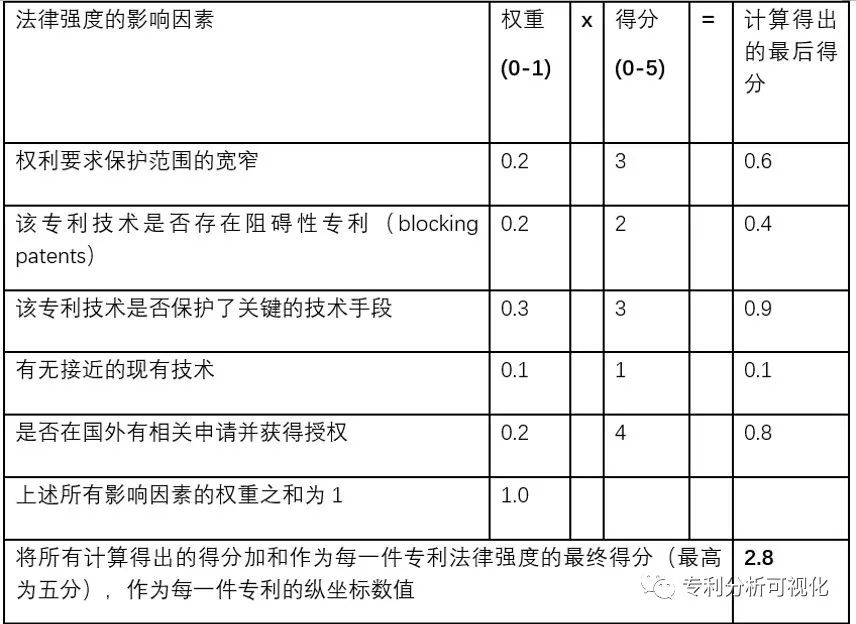 法律强度的影响因素 权重 x 得分 = 计算得出
(0-1) (0-5) 的最后得
分
权利要求保护范围的宽窄 0.2 3 0.6
该专利技术是否存在阻碍性专利（blocking 0.2 2 0.4
patents）
该专利技术是否保护了关键的技术手段 0.3 3 0.9
有无接近的现有技术 0.1 1 0.1
是否在国外有相关申请并获得授权 0.2 4 0.8
上述所有影响因素的权重之和为 1 1.0
将所有计算得出的得分加和作为每一件专利法律强度的最终得分（最高 2.8
为五分），作为每一件专利的纵坐标数值
专利分析可视化